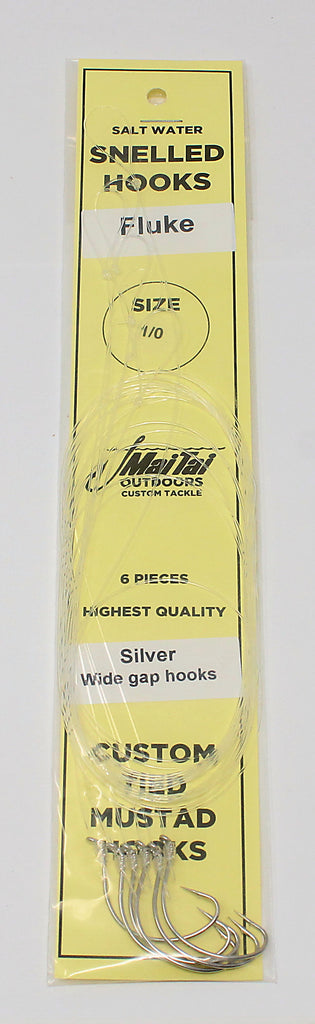 SALT WATER
SNELLED
HOOKS
Fluke
SIZE
1/0
MaiTai
OUTDOORS
CUSTOM TACKLE
6 PIECES
HIGHEST QUALITY
Silver
Wide gap hooks
CUSTOM
TIED
MUSTAD
HOOKS